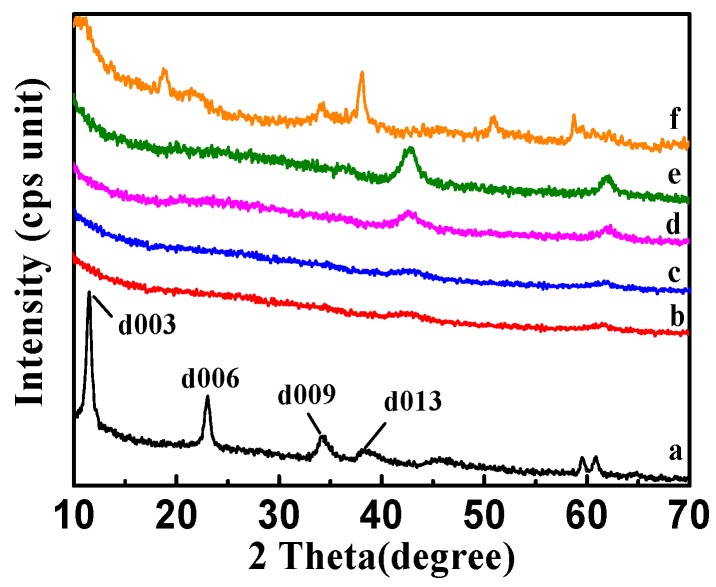 Intensity (cps unit)
f
e
d
c
b
a
d003
d006
d009
d013
10 20 30 40 50 60 70
2 Theta(degree)